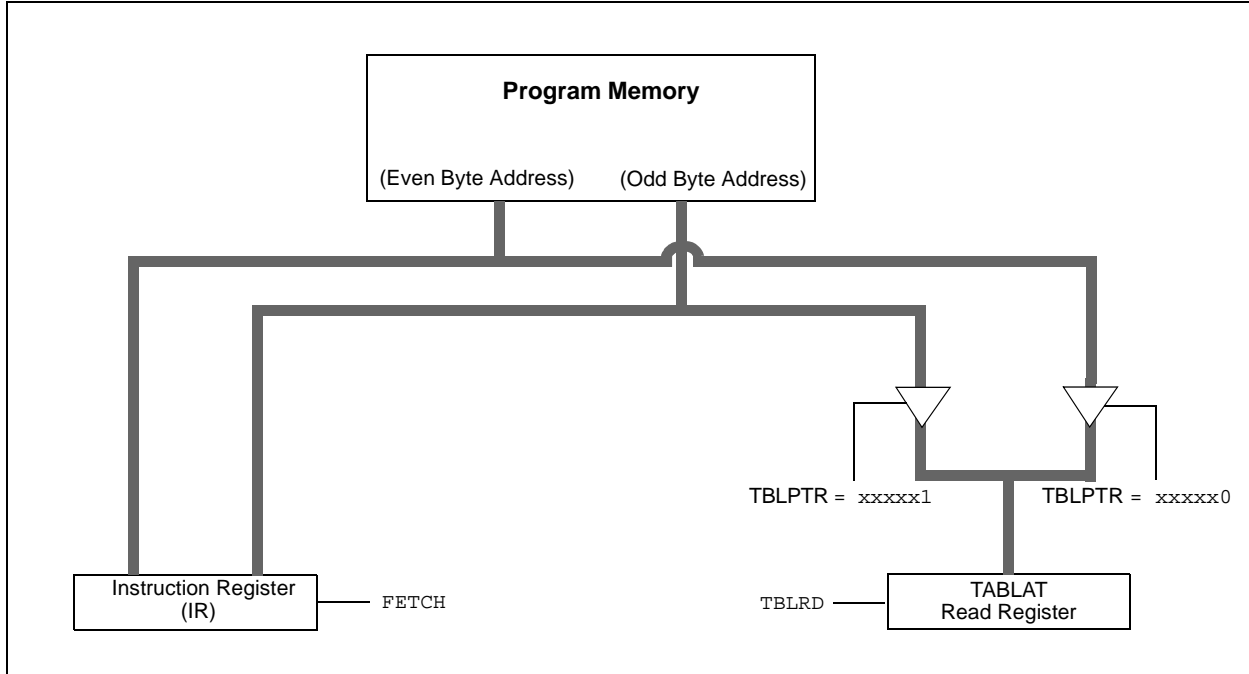 Program Memory
(Even Byte Address) (Odd Byte Address)
TBLPTR = xxxxx1 TBLPTR = xxxxx0
Instruction Register
(IR)
FETCH
TBLRD
TABLAT
Read Register